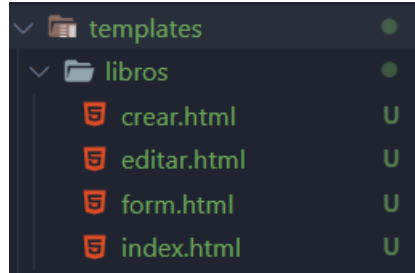 templates
libros
crear.html U
editar.html U
form.html U
index.html U